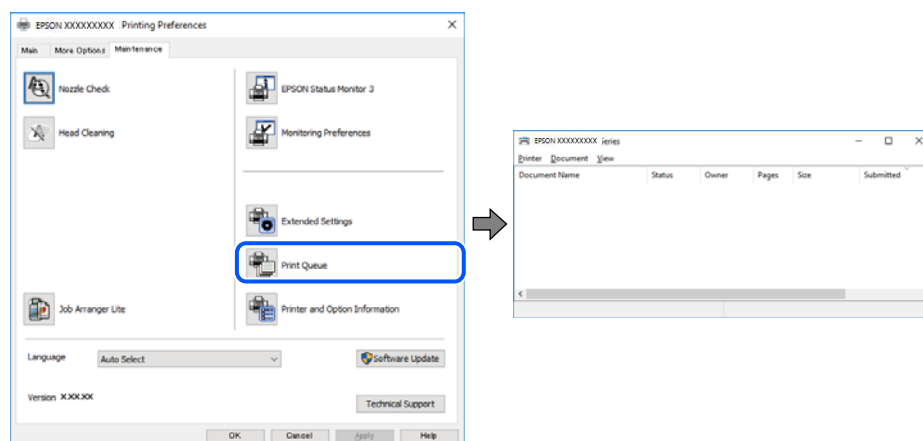 EPSON XXXXXXXXX Printing Preferences
Main More Options Maintenance
Nozzle Check
EPSON Status Monitor 3
Head Cleaning
Monitoring Preferences
Extended Settings
Print Queue
Job Arranger Lite
Printer and Option Information
Language Auto Select
Software Update
Version X.XX.XX
Technical Support
OK Cancel Apply Help
EPSON XXXXXXXXX Series
Printer Document View
Document Name Status Owner Pages Size Submitted